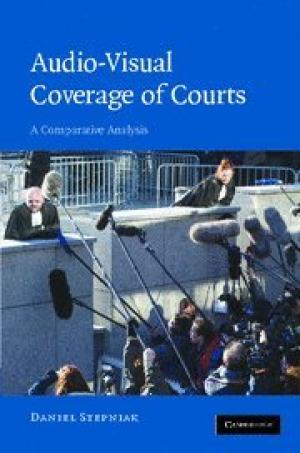 Audio-Visual
Coverage of Courts
A Comparative Analysis
Daniel Stepniak
Cambridge